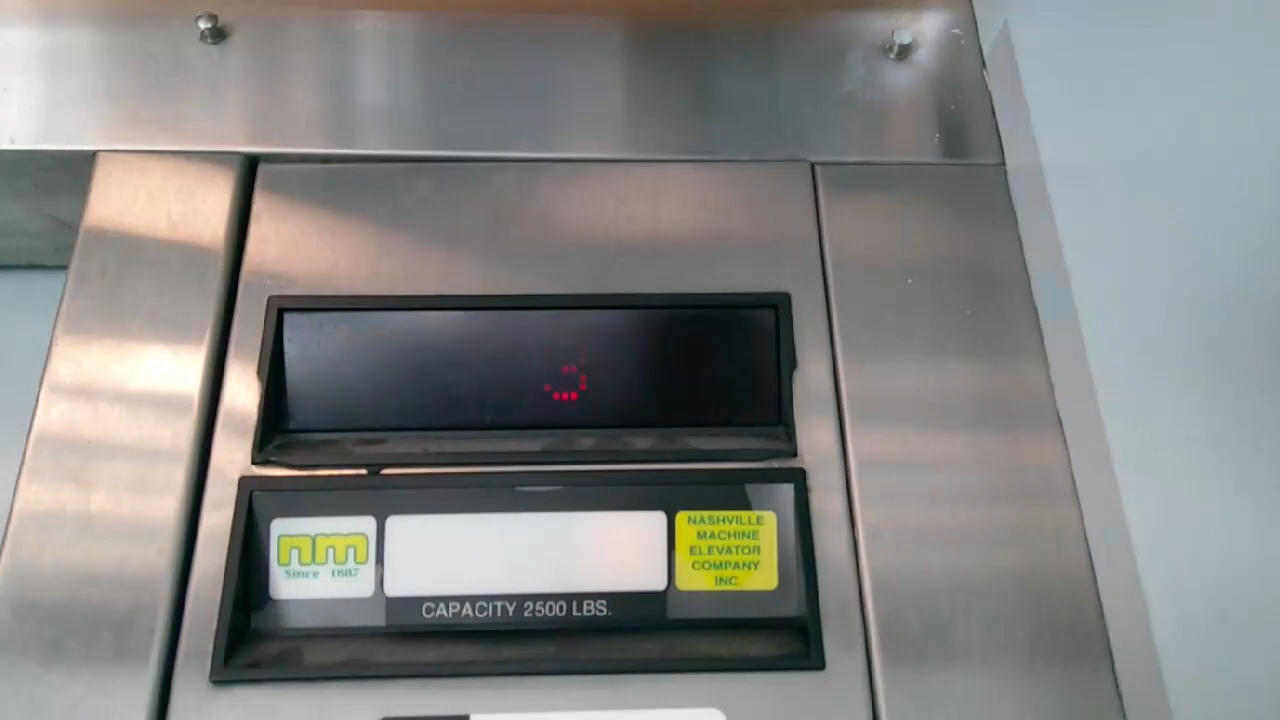 nm
Since 1887
NASHVILLE
MACHINE
ELEVATOR
COMPANY
INC.
CAPACITY 2500 LBS.